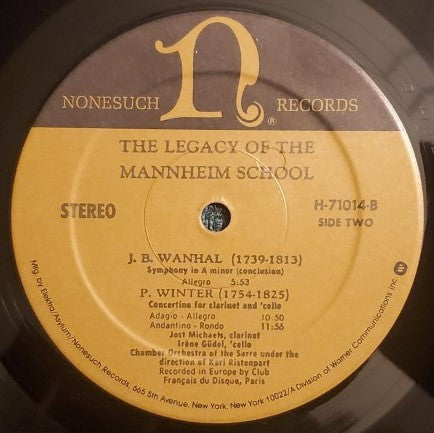 n
®
NONESUCH RECORDS
THE LEGACY OF THE
MANNHEIM SCHOOL
STEREO
H-71014-B
SIDE TWO
J. B. WANHAL (1739-1813)
Symphony in A minor (conclusion)
Allegro 5:53
P. WINTER (1754-1825)
Concertino for clarinet and 'cello
Adagio - Allegro 10:50
Andantino - Rondo 11:56
Jost Michaels, clarinet
Irène Güdel, 'cello
Chamber Orchestra of the Sarre under
the direction of Karl Ristenpart
Recorded in Europe by Club
Français du Disque, Paris
Mfg by Elektra/Asylum/Nonesuch Records, 665 5th Avenue, New York, New York 10022/A Division of Warner Communications Inc